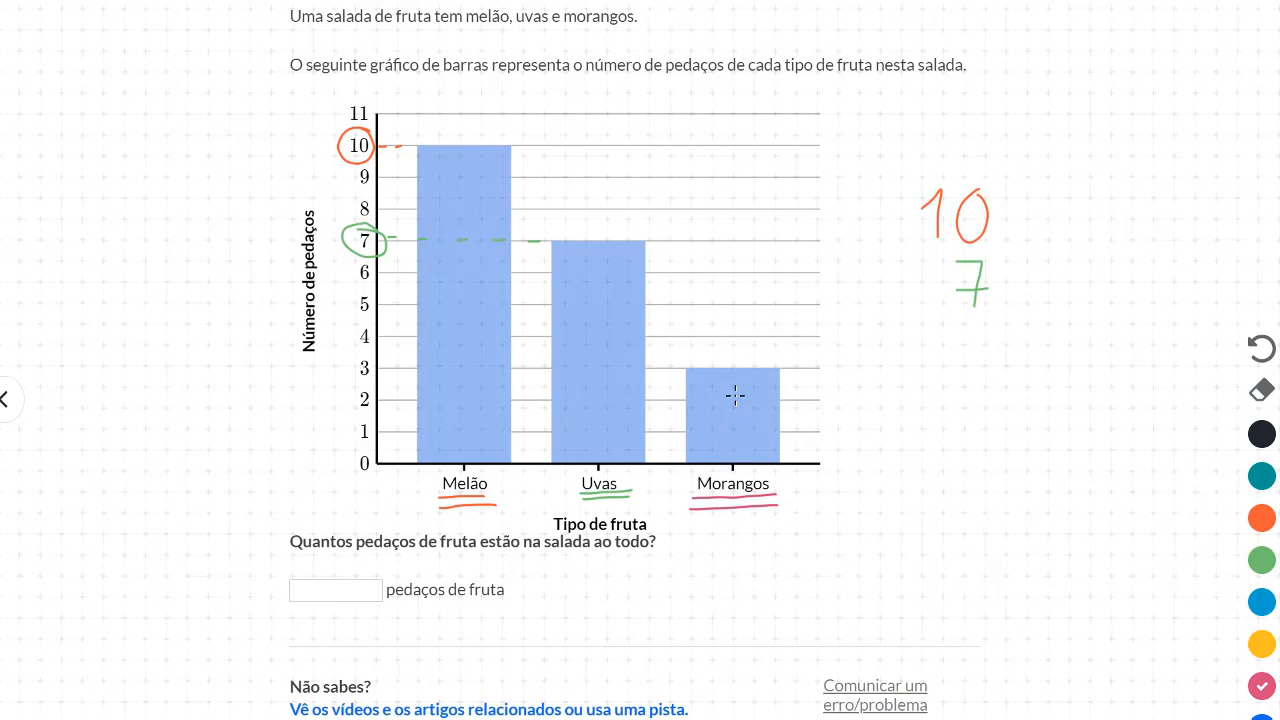 Uma salada de fruta tem melão, uvas e morangos.
O seguinte gráfico de barras representa o número de pedaços de cada tipo de fruta nesta salada.
11
10
9
8
7
6
5
4
3
2
1
0
Número de pedaços
Melão Uvas Morangos
Tipo de fruta
10
7
Quantos pedaços de fruta estão na salada ao todo?
pedaços de fruta
Não sabes?
Vê os vídeos e os artigos relacionados ou usa uma pista.
Comunicar um
erro/problema